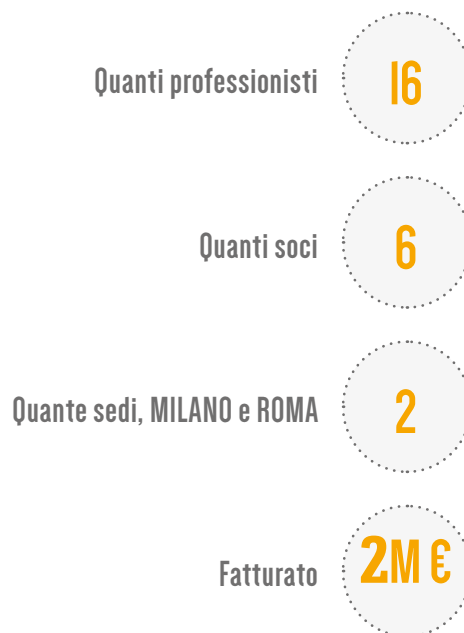 Quanti professionisti 16
Quanti soci 6
Quante sedi, MILANO e ROMA 2
Fatturato 2M €